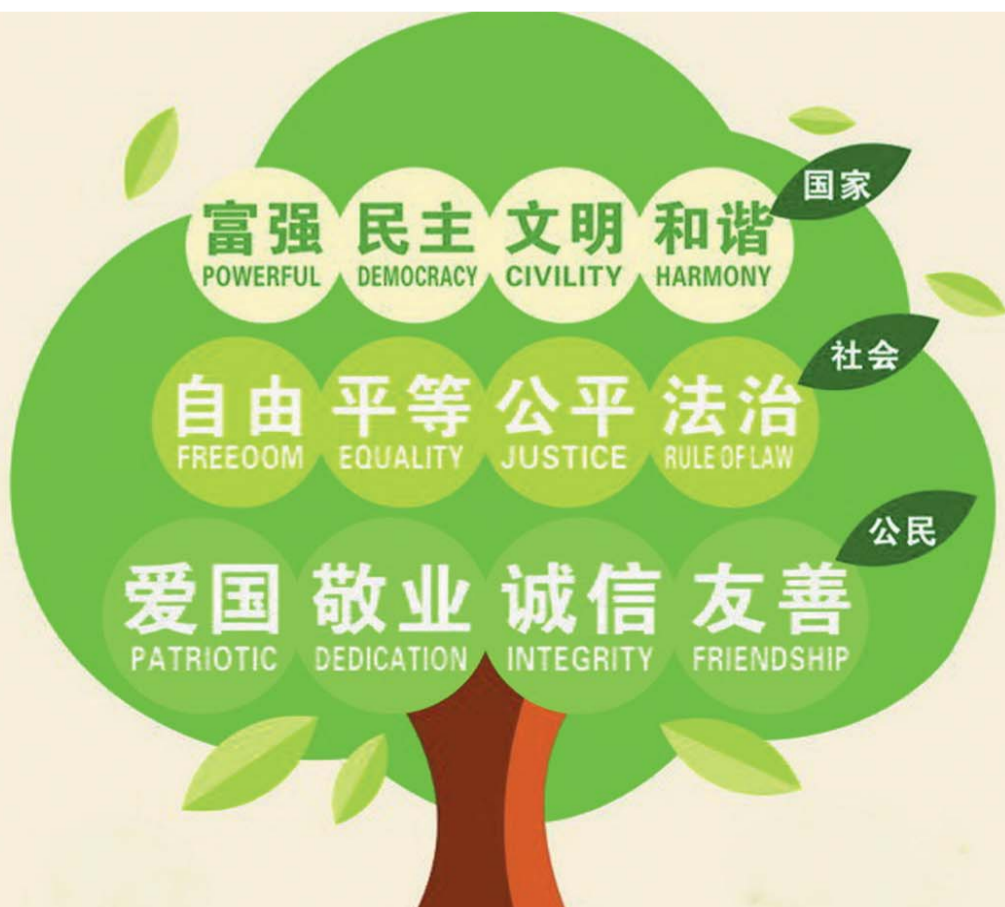 国家
富强 民主 文明 和谐
POWERFUL DEMOCRACY CIVILITY HARMONY
社会
自由 平等 公平 法治
FREEOOM EQUALITY JUSTICE RULE OF LAW
公民
爱国 敬业 诚信 友善
PATRIOTIC DEDICATION INTEGRITY FRIENDSHIP